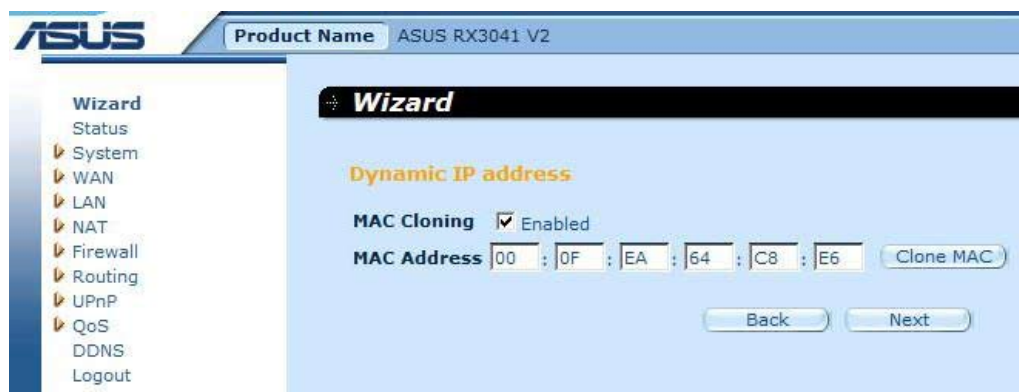 ASUS
Product Name ASUS RX3041 V2
Wizard
Status
System
WAN
LAN
NAT
Firewall
Routing
UPnP
QoS
DDNS
Logout
Wizard
Dynamic IP address
MAC Cloning Enabled
MAC Address 00 : 0F : EA : 64 : C8 : E6 Clone MAC
Back Next